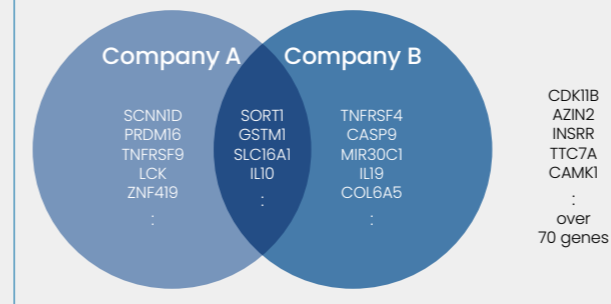 Company A
Company B
SCNN1D
PRDM16
TNFRSF9
LCK
ZNF419
:
SORT1
GSTM1
SLC16A1
IL10
:
TNFRSF4
CASP9
MIR30C1
IL19
COL6A5
:
CDK11B
AZIN2
INSRR
TTC7A
CAMK1
:
over
70 genes